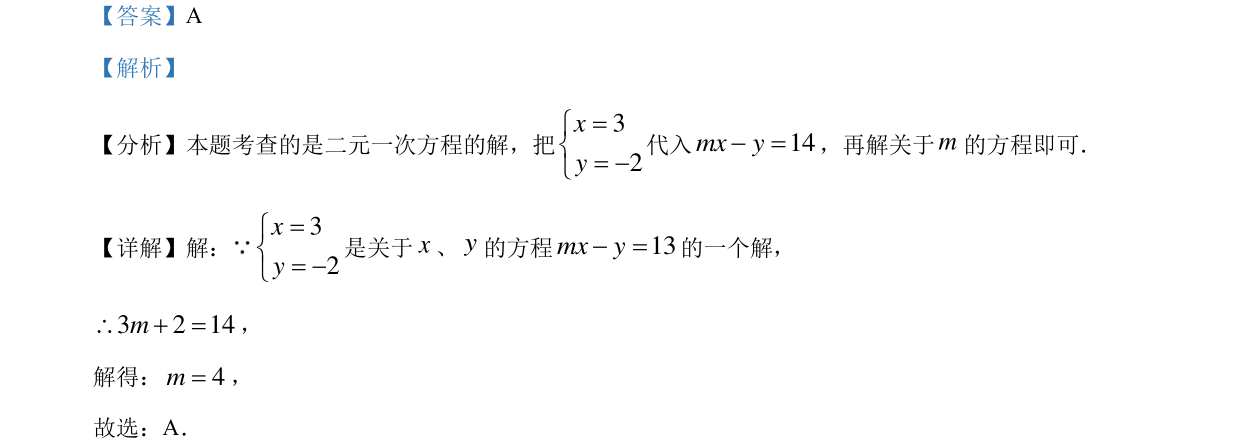 【答案】A
【解析】
【分析】本题考查的是二元一次方程的解，把{x=3 y=−2 代入 mx−y=14，再解关于 m 的方程即可．
【详解】解：∵{x=3 y=−2 是关于 x、y 的方程 mx−y=13 的一个解，
∴3m+2=14，
解得：m=4，
故选：A．